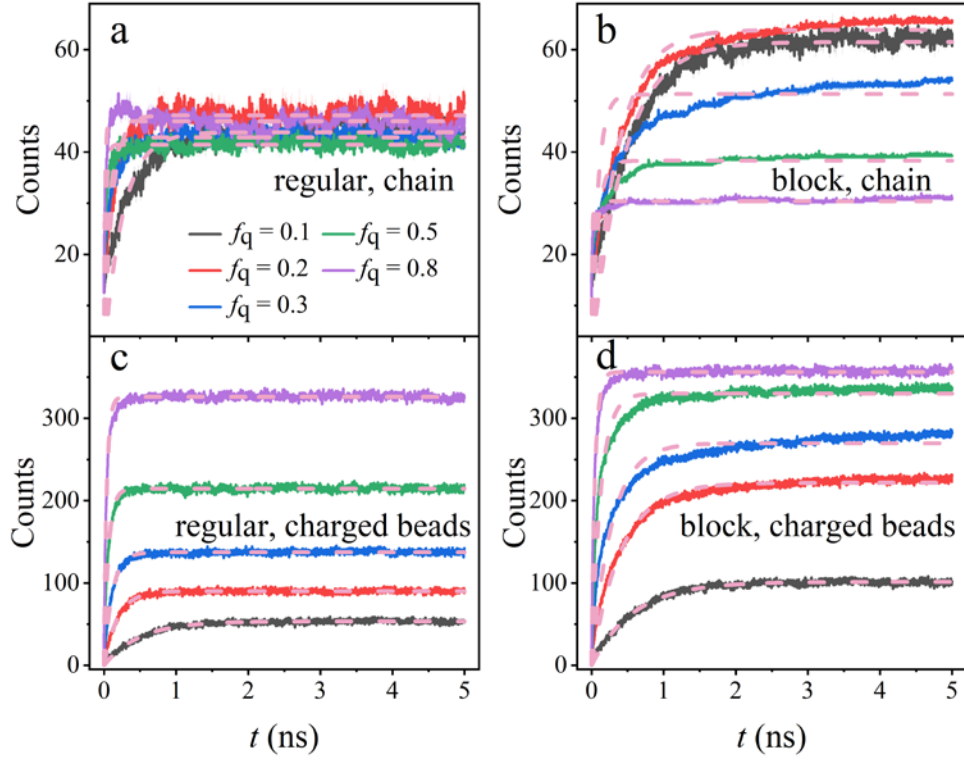 a
Counts
60
40
20
regular, chain
fq = 0.1
fq = 0.2
fq = 0.3
fq = 0.5
fq = 0.8
b
Counts
60
40
20
block, chain
c
Counts
300
200
100
0
regular, charged beads
0 1 2 3 4 5
t (ns)
d
Counts
300
200
100
0
block, charged beads
0 1 2 3 4 5
t (ns)